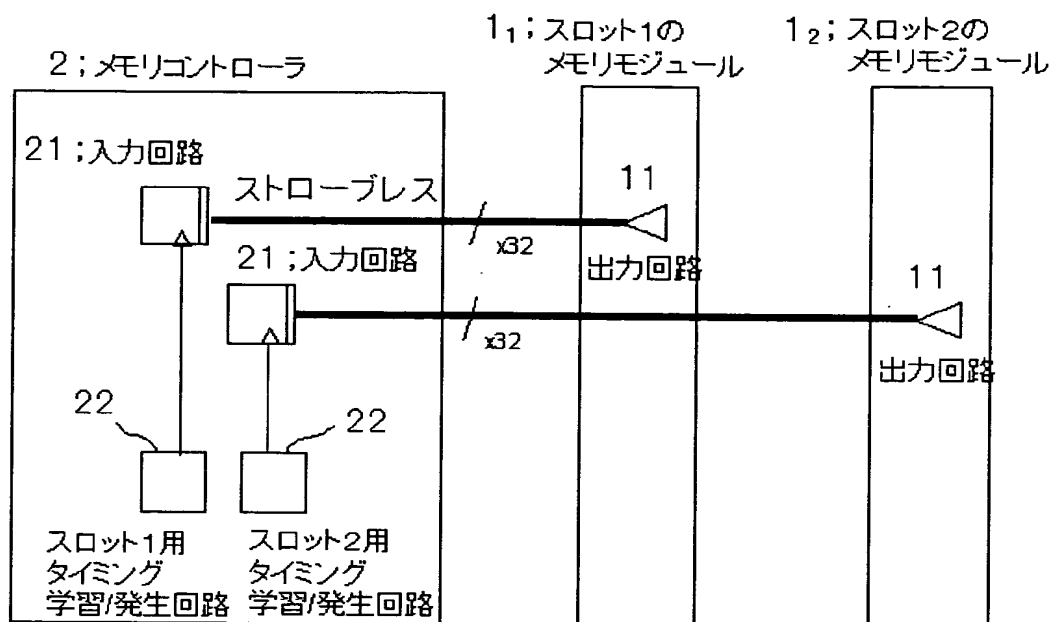 1₁；スロット1の
メモリモジュール
1₂；スロット2の
メモリモジュール
2；メモリコントローラ
21；入力回路
ストローブレス
x32
11
出力回路
21；入力回路
x32
11
出力回路
22
22
スロット1用
タイミング
学習/発生回路
スロット2用
タイミング
学習/発生回路